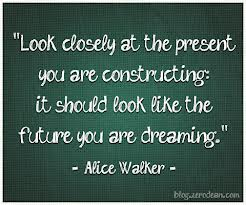 "Look closely at the present
you are constructing:
it should look like the
future you are dreaming."
- Alice Walker -
blog.zerodean.com